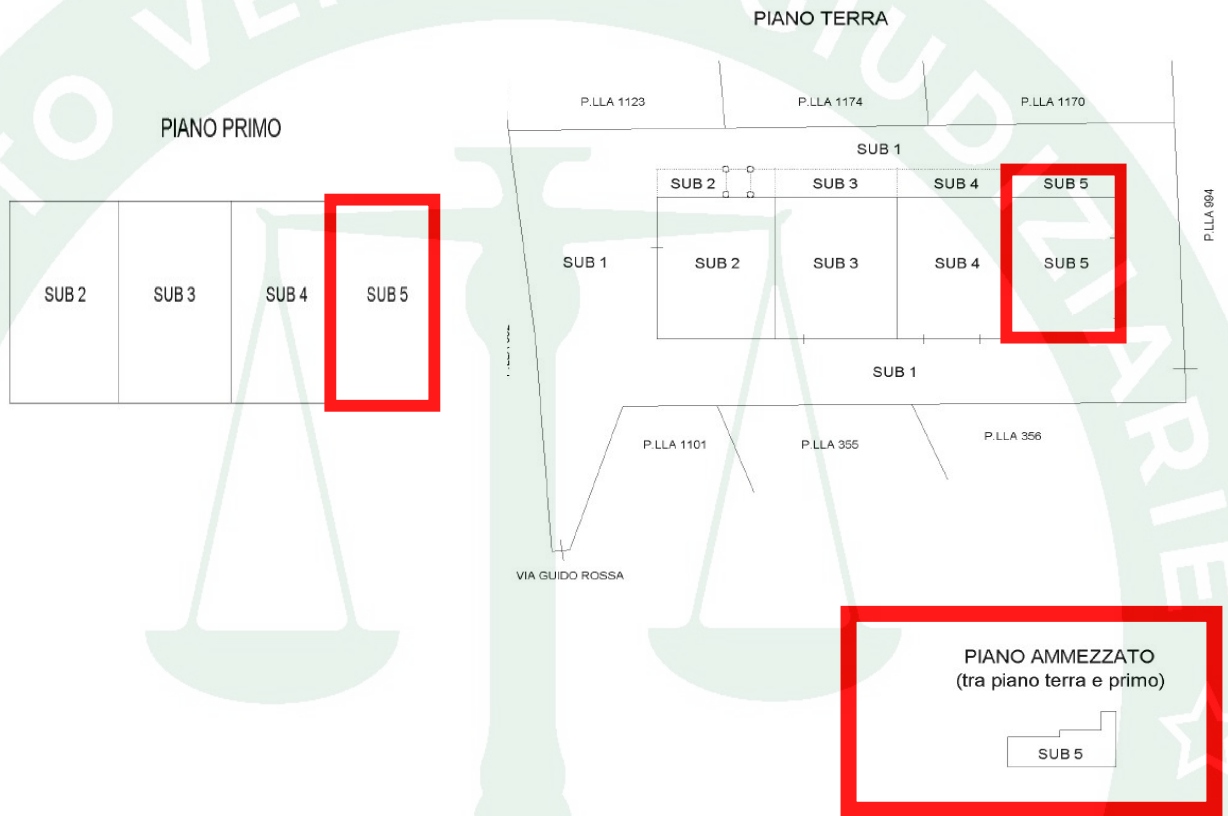 PIANO TERRA
P.LLA 1123
P.LLA 1174
P.LLA 1170
PIANO PRIMO
SUB 1
SUB 2
SUB 3
SUB 4
SUB 5
P.LLA 994
SUB 1
SUB 2
SUB 3
SUB 4
SUB 5
SUB 2
SUB 3
SUB 4
SUB 5
SUB 1
P.LLA 1101
P.LLA 355
P.LLA 356
VIA GUIDO ROSSA
PIANO AMMEZZATO
(tra piano terra e primo)
SUB 5